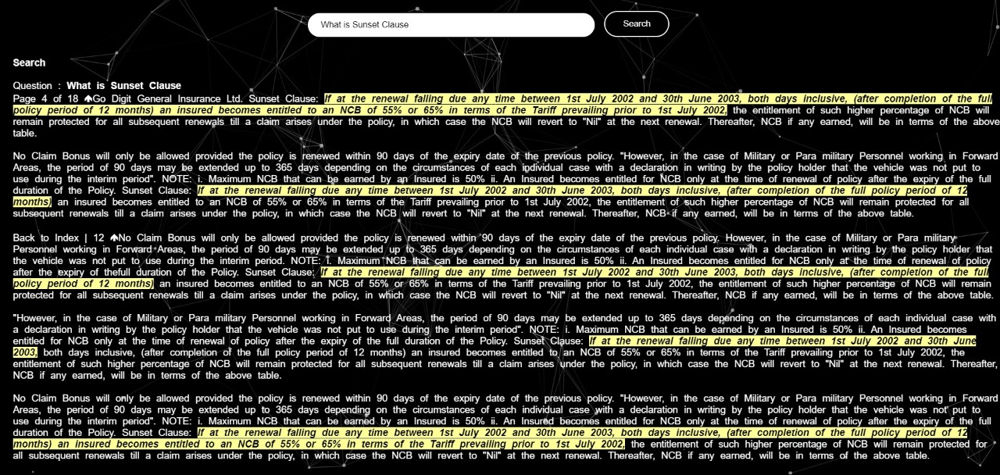 What is Sunset Clause
Search
Search
Question : What is Sunset Clause
Page 4 of 18 Go Digit General Insurance Ltd. Sunset Clause: If at the renewal falling due any time between 1st July 2002 and 30th June 2003, both days inclusive, (after completion of the full
policy period of 12 months) an insured becomes entitled to an NCB of 55% or 65% in terms of the Tariff prevailing prior to 1st July 2002, the entitlement of such higher percentage of NCB will
remain protected for all subsequent renewals till a claim arises under the policy, in which case the NCB will revert to "Nil" at the next renewal. Thereafter, NCB if any earned, will be in terms of the above
table.
No Claim Bonus will only be allowed provided the policy is renewed within 90 days of the expiry date of the previous policy. "However, in the case of Military or Para military Personnel working in Forward
Areas, the period of 90 days may be extended up to 365 days depending on the circumstances of each individual case with a declaration in writing by the policy holder that the vehicle was not put to
use during the interim period". NOTE: i. Maximum NCB that can be earned by an Insured is 50% ii. An Insured becomes entitled for NCB only at the time of renewal of policy after the expiry of the full
duration of the Policy. Sunset Clause: If at the renewal falling due any time between 1st July 2002 and 30th June 2003, both days inclusive, (after completion of the full policy period of 12
months) an insured becomes entitled to an NCB of 55% or 65% in terms of the Tariff prevailing prior to 1st July 2002, the entitlement of such higher percentage of NCB will remain protected for all
subsequent renewals till a claim arises under the policy, in which case the NCB will revert to "Nil" at the next renewal. Thereafter, NCB if any earned, will be in terms of the above table.
Back to Index | 12 No Claim Bonus will only be allowed provided the policy is renewed within 90 days of the expiry date of the previous policy. However, in the case of Military or Para military
Personnel working in Forward Areas, the period of 90 days may be extended up to 365 days depending on the circumstances of each individual case with a declaration in writing by the policy holder that
the vehicle was not put to use during the interim period. NOTE: i. Maximum NCB that can be earned by an Insured is 50% ii. An Insured becomes entitled for NCB only at the time of renewal of policy
after the expiry of thefull duration of the Policy. Sunset Clause: If at the renewal falling due any time between 1st July 2002 and 30th June 2003, both days inclusive, (after completion of the full
policy period of 12 months) an insured becomes entitled to an NCB of 55% or 65% in terms of the Tariff prevailing prior to 1st July 2002, the entitlement of such higher percentage of NCB will remain
protected for all subsequent renewals till a claim arises under the policy, in which case the NCB will revert to "Nil" at the next renewal. Thereafter, NCB if any earned, will be in terms of the above table.
"However, in the case of Military or Para military Personnel working in Forward Areas, the period of 90 days may be extended up to 365 days depending on the circumstances of each individual case with
a declaration in writing by the policy holder that the vehicle was not put to use during the interim period". NOTE: i. Maximum NCB that can be earned by an Insured is 50% ii. An Insured becomes
entitled for NCB only at the time of renewal of policy after the expiry of the full duration of the Policy. Sunset Clause: If at the renewal falling due any time between 1st July 2002 and 30th June
2003, both days inclusive, (after completion of the full policy period of 12 months) an insured becomes entitled to an NCB of 55% or 65% in terms of the Tariff prevailing prior to 1st July 2002, the
entitlement of such higher percentage of NCB will remain protected for all subsequent renewals till a claim arises under the policy, in which case the NCB will revert to "Nil" at the next renewal. Thereafter,
NCB if any earned, will be in terms of the above table.
No Claim Bonus will only be allowed provided the policy is renewed within 90 days of the expiry date of the previous policy. "However, in the case of Military or Para military Personnel working in Forward
Areas, the period of 90 days may be extended up to 365 days depending on the circumstances of each individual case with a declaration in writing by the policy holder that the vehicle was not put to
use during the interim period". NOTE: i. Maximum NCB that can be earned by an Insured is 50% ii. An Insured becomes entitled for NCB only at the time of renewal of policy after the expiry of the full
duration of the Policy. Sunset Clause: If at the renewal falling due any time between 1st July 2002 and 30th June 2003, both days inclusive, (after completion of the full policy period of 12
months) an insured becomes entitled to an NCB of 55% or 65% in terms of the Tariff prevailing prior to 1st July 2002, the entitlement of such higher percentage of NCB will remain protected for
all subsequent renewals till a claim arises under the policy, in which case the NCB will revert to "Nil" at the next renewal. Thereafter, NCB if any earned, will be in terms of the above table.